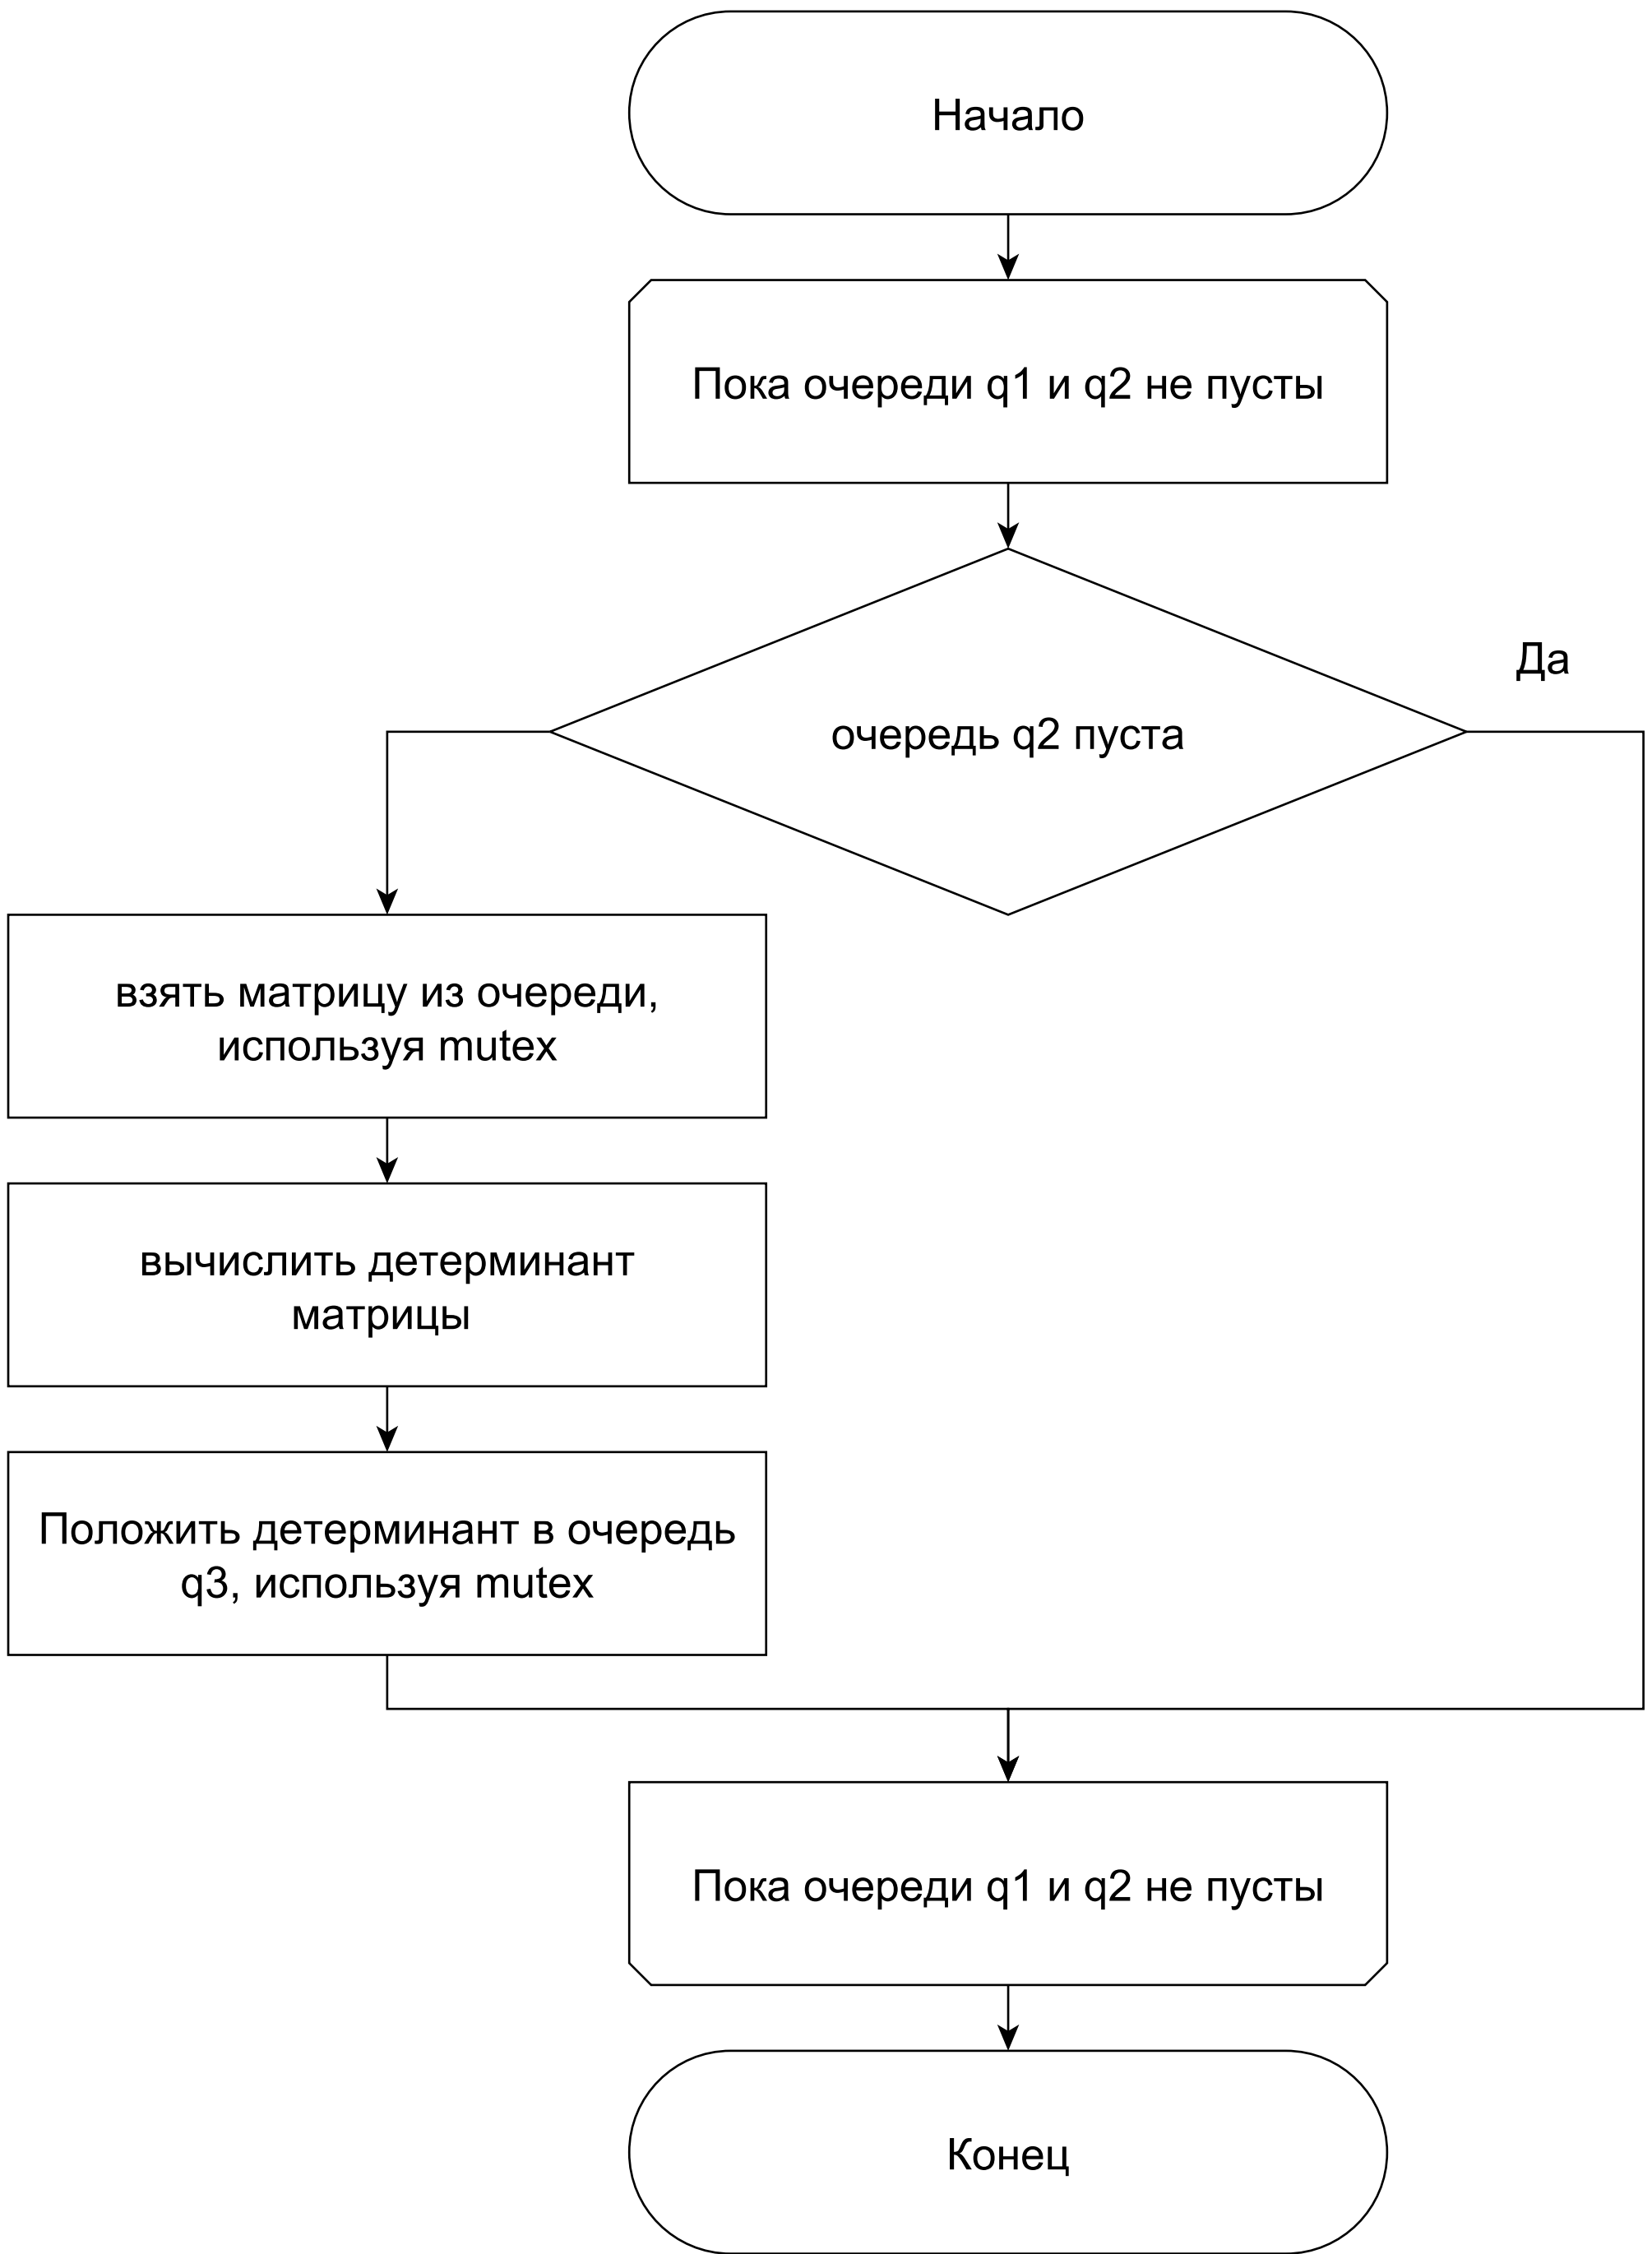 Начало
Пока очереди q1 и q2 не пусты
Да
очередь q2 пуста
взять матрицу из очереди,
используя mutex
вычислить детерминант
матрицы
Положить детерминант в очередь
q3, используя mutex
Пока очереди q1 и q2 не пусты
Конец